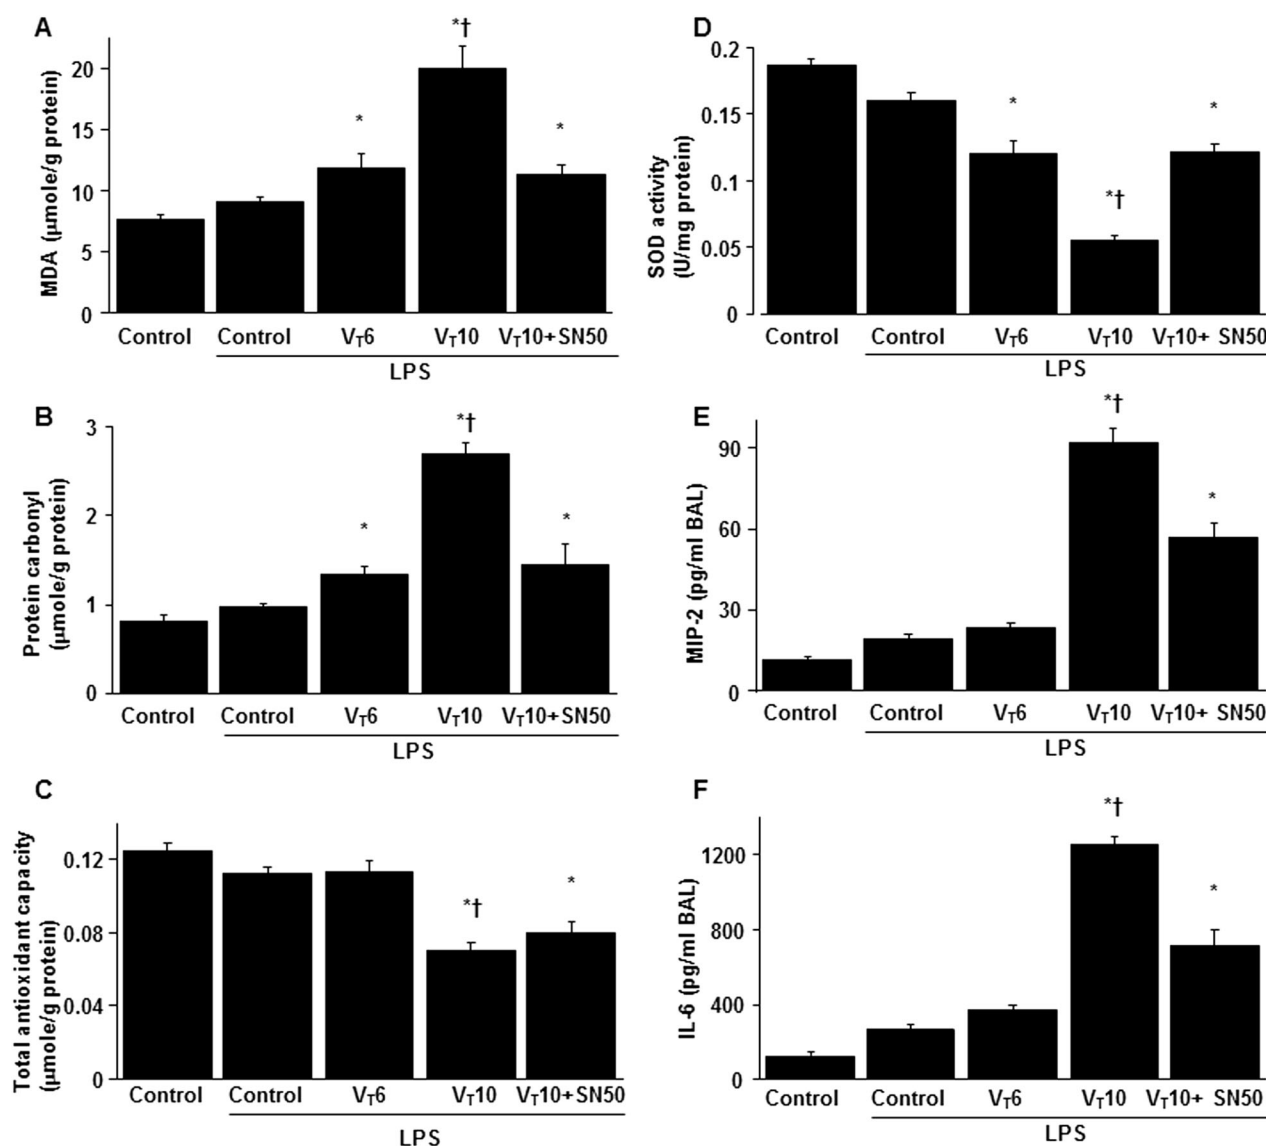 A
MDA (µmole/g protein)
20
15
10
5
0
*
*†
*
Control Control VT6 VT10 VT10+SN50
LPS
B
Protein carbonyl
(µmole/g protein)
3
2
1
0
*
*†
*
Control Control VT6 VT10 VT10+SN50
LPS
C
Total antioxidant capacity
(µmole/g protein)
0.12
0.08
0.04
0
*†
*
Control Control VT6 VT10 VT10+SN50
LPS
D
SOD activity
(U/mg protein)
0.2
0.15
0.1
0.05
0
*
*†
*
Control Control VT6 VT10 VT10+ SN50
LPS
E
MIP-2 (pg/ml BAL)
90
60
30
0
*†
*
Control Control VT6 VT10 VT10+ SN50
LPS
F
IL-6 (pg/ml BAL)
1200
800
400
0
*†
*
Control Control VT6 VT10 VT10+ SN50
LPS